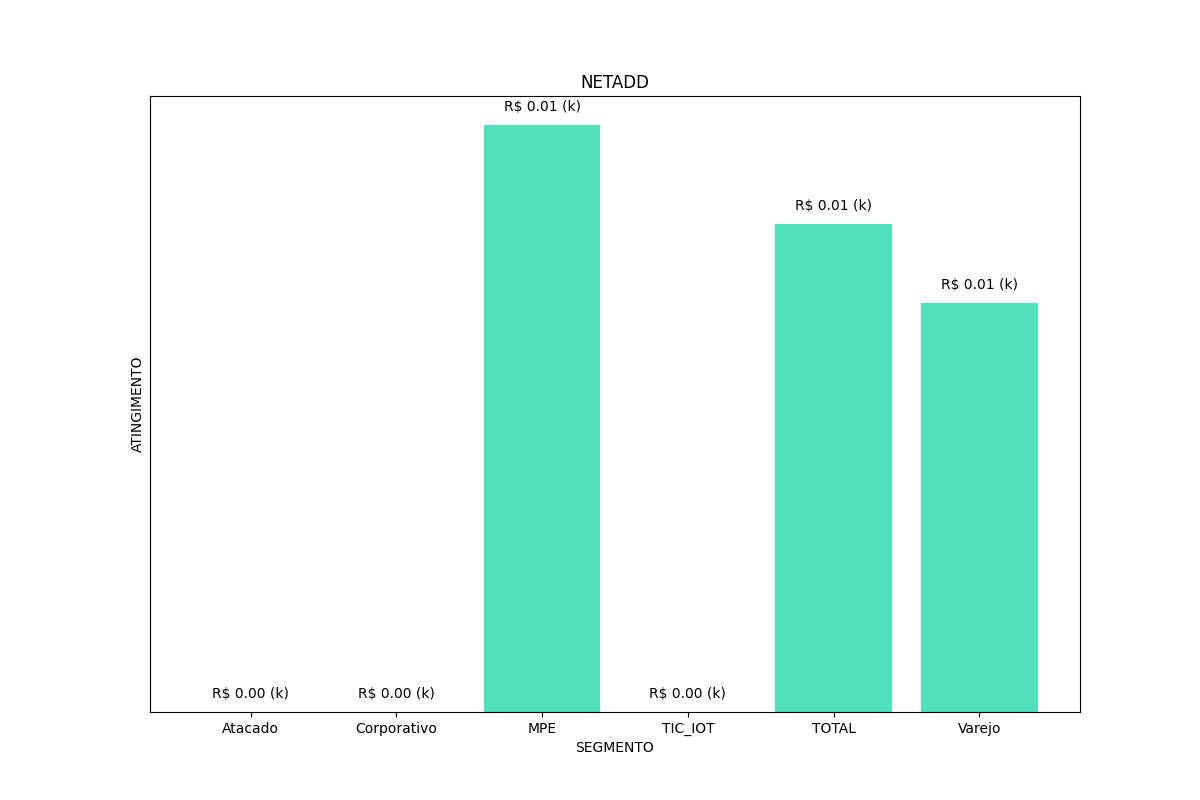 NETADD
R$ 0.01 (k)
R$ 0.01 (k)
R$ 0.01 (k)
ATINGIMENTO
R$ 0.00 (k) R$ 0.00 (k) R$ 0.00 (k)
Atacado Corporativo MPE TIC_IOT TOTAL Varejo
SEGMENTO